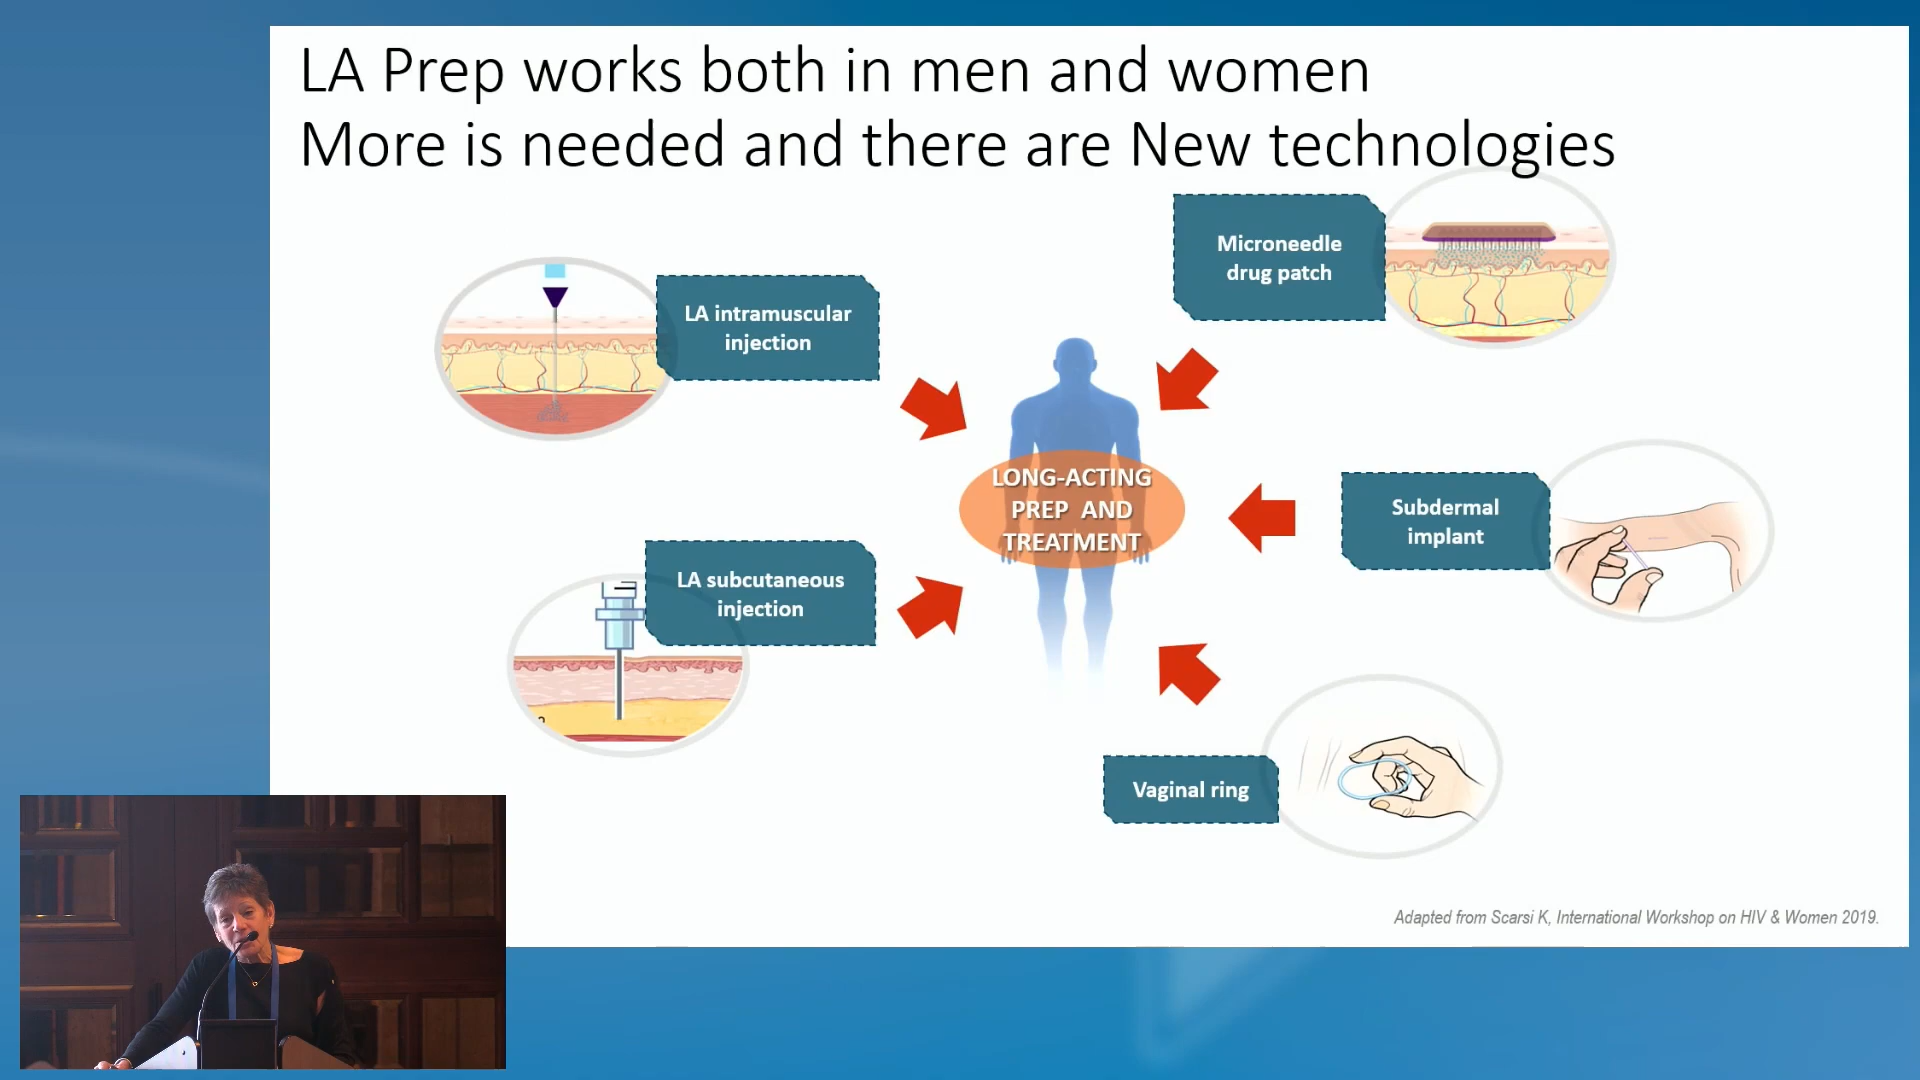 LA Prep works both in men and women
More is needed and there are New technologies
Microneedle
drug patch
LA intramuscular
injection
LONG-ACTING
PREP AND
TREATMENT
Subdermal
implant
LA subcutaneous
injection
Vaginal ring
Adapted from Scarsi K, International Workshop on HIV & Women 2019.